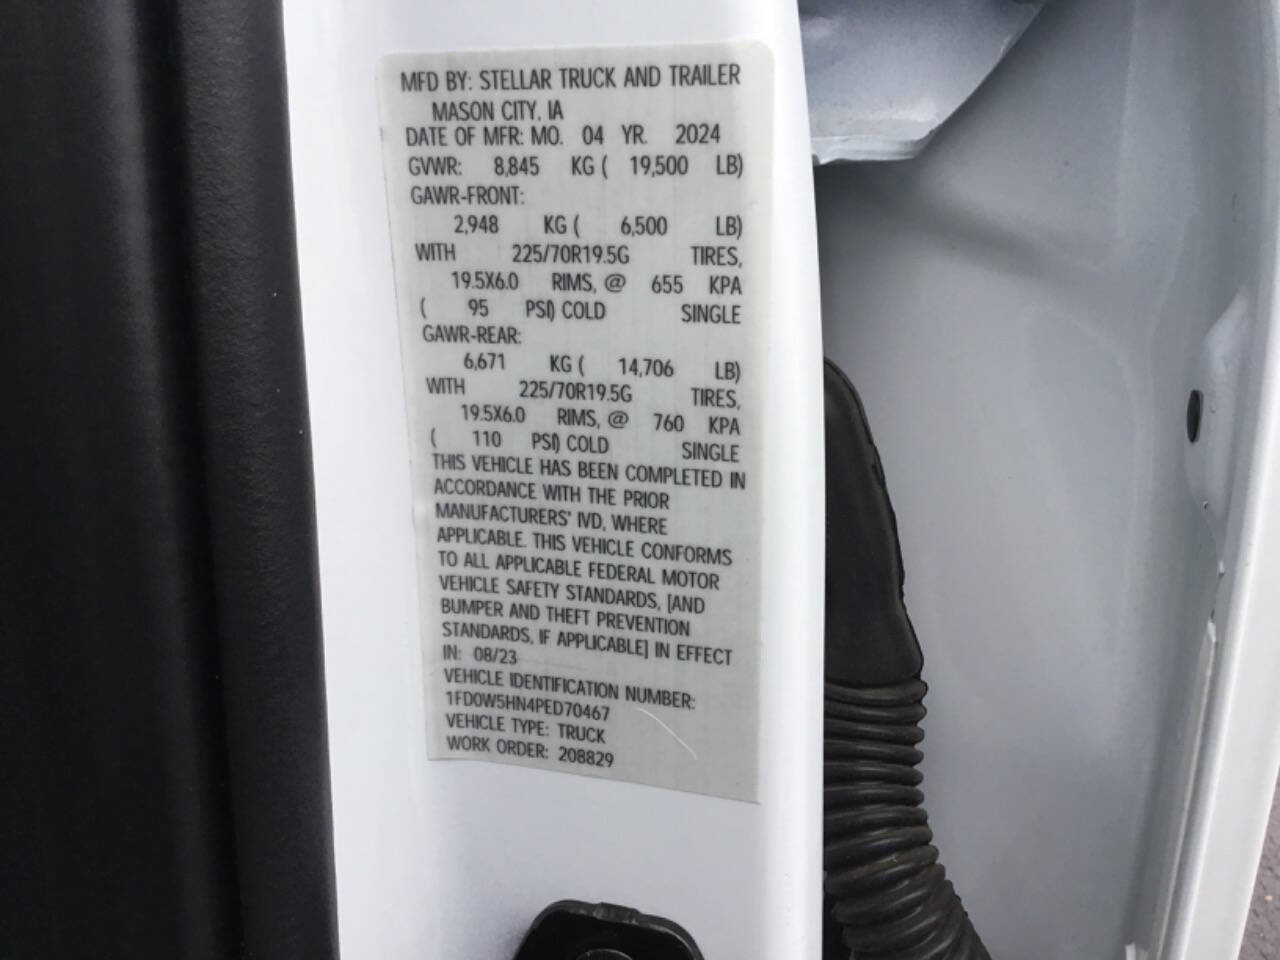 MFD BY: STELLAR TRUCK AND TRAILER
MASON CITY, IA
DATE OF MFR: MO. 04 YR. 2024
GVWR: 8,845 KG ( 19,500 LB)
GAWR-FRONT:
2,948 KG ( 6,500 LB)
WITH 225/70R19.5G TIRES,
19.5X6.0 RIMS, @ 655 KPA
( 95 PSI) COLD SINGLE
GAWR-REAR:
6,671 KG ( 14,706 LB)
WITH 225/70R19.5G TIRES,
19.5X6.0 RIMS, @ 760 KPA
( 110 PSI) COLD SINGLE
THIS VEHICLE HAS BEEN COMPLETED IN
ACCORDANCE WITH THE PRIOR
MANUFACTURERS' IVD, WHERE
APPLICABLE. THIS VEHICLE CONFORMS
TO ALL APPLICABLE FEDERAL MOTOR
VEHICLE SAFETY STANDARDS, [AND
BUMPER AND THEFT PREVENTION
STANDARDS, IF APPLICABLE] IN EFFECT
IN: 08/23
VEHICLE IDENTIFICATION NUMBER:
1FD0W5HN4PED70467
VEHICLE TYPE: TRUCK
WORK ORDER: 208829